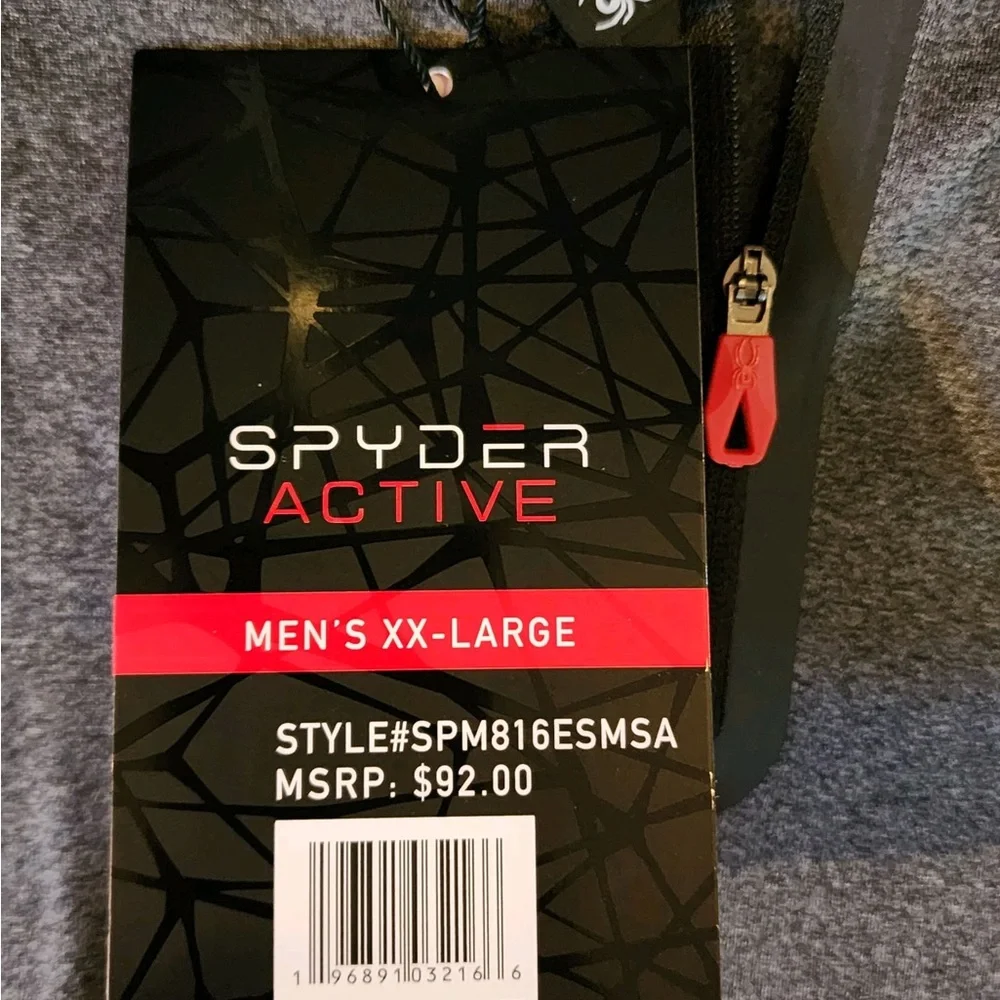 SPYDER
ACTIVE
MEN'S XX-LARGE
STYLE#SPM816ESMSA
MSRP: $92.00
1 96891 03216 6